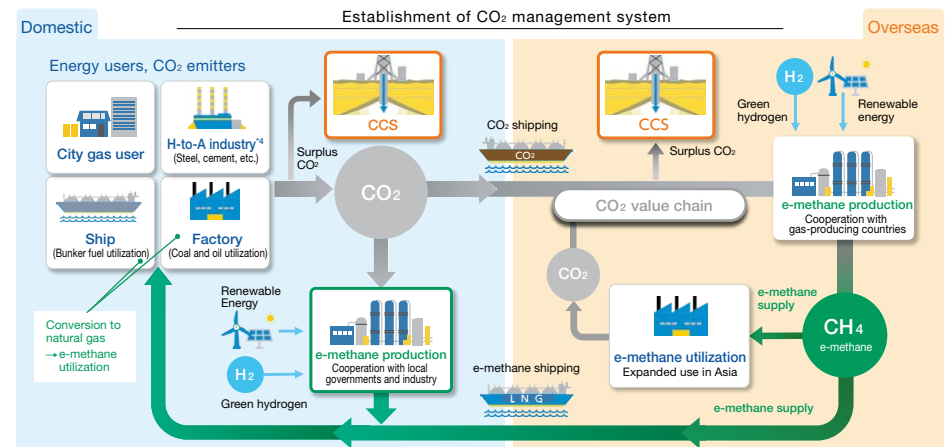 Establishment of CO₂ management system
Domestic
Overseas
Energy users, CO₂ emitters
City gas user
H-to-A industry*4
(Steel, cement, etc.)
Ship
(Bunker fuel utilization)
Factory
(Coal and oil utilization)
Conversion to
natural gas
→e-methane
utilization
Surplus
CO₂
CCS
CO₂
Renewable
Energy
H₂
Green hydrogen
e-methane production
Cooperation with local
governments and industry
CO₂ shipping
CO₂
CCS
Surplus CO₂
CO₂ value chain
CO₂
H₂
Green
hydrogen
Renewable
energy
e-methane production
Cooperation with
gas-producing countries
e-methane
supply
CH₄
e-methane
e-methane utilization
Expanded use in Asia
e-methane shipping
LNG
e-methane supply